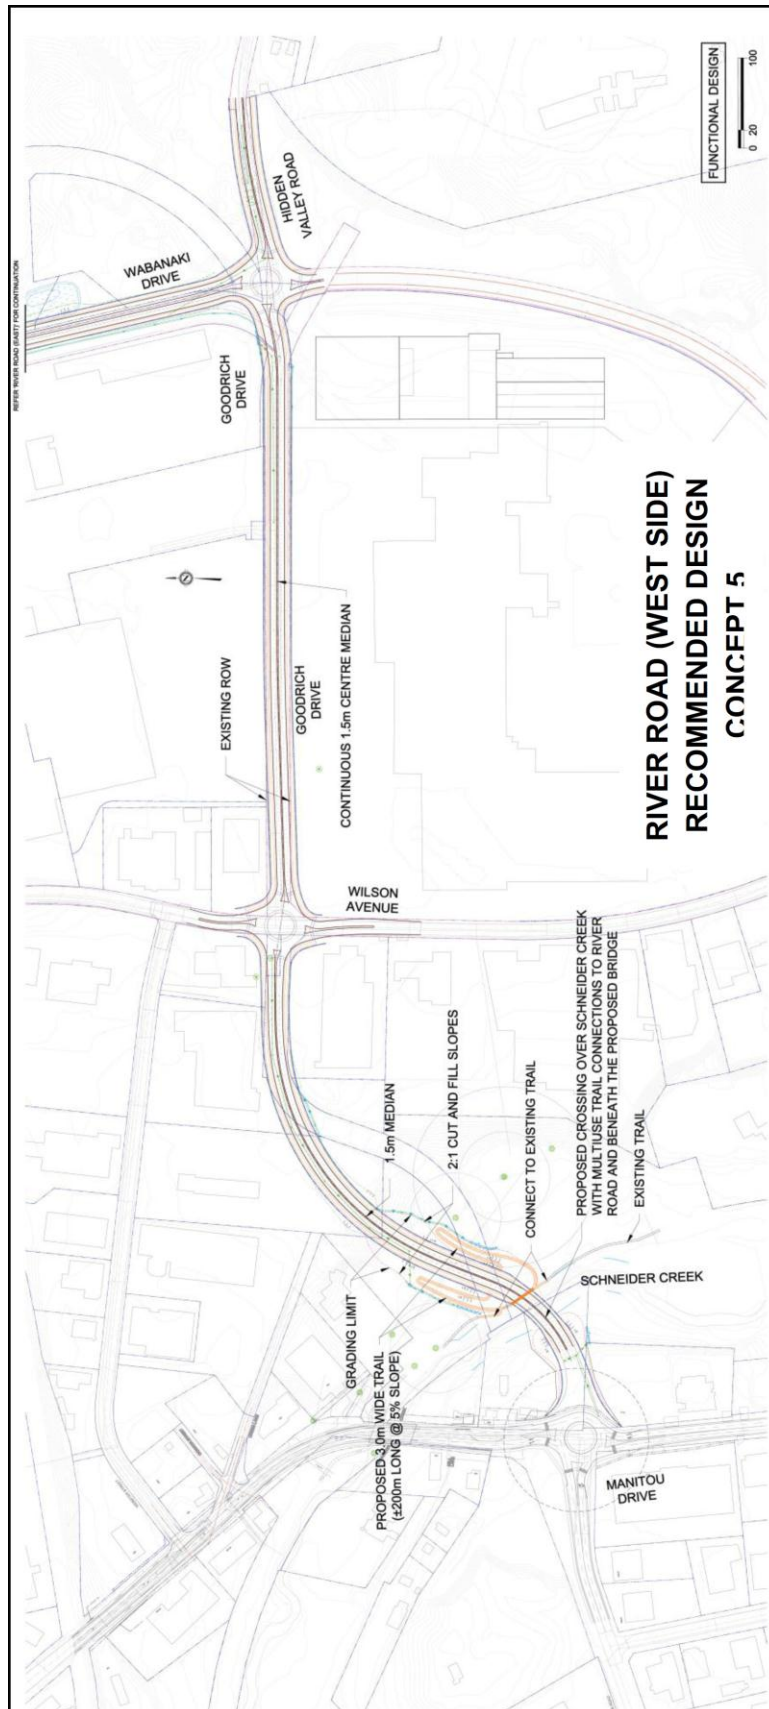 FUNCTIONAL DESIGN
0 20 100
HIDDEN
VALLEY ROAD
WABANAKI
DRIVE
REFER 'RIVER ROAD (EAST)' FOR CONTINUATION
GOODRICH
DRIVE
EXISTING ROW
GOODRICH
DRIVE
CONTINUOUS 1.5m CENTRE MEDIAN
RIVER ROAD (WEST SIDE)
RECOMMENDED DESIGN
CONCEPT 5
WILSON
AVENUE
1.5m MEDIAN
2:1 CUT AND FILL SLOPES
CONNECT TO EXISTING TRAIL
PROPOSED CROSSING OVER SCHNEIDER CREEK
WITH MULTIUSE TRAIL CONNECTIONS TO RIVER
ROAD AND BENEATH THE PROPOSED BRIDGE
EXISTING TRAIL
SCHNEIDER CREEK
GRADING LIMIT
PROPOSED 3.0m WIDE TRAIL
(±200m LONG @ 5% SLOPE)
MANITOU
DRIVE